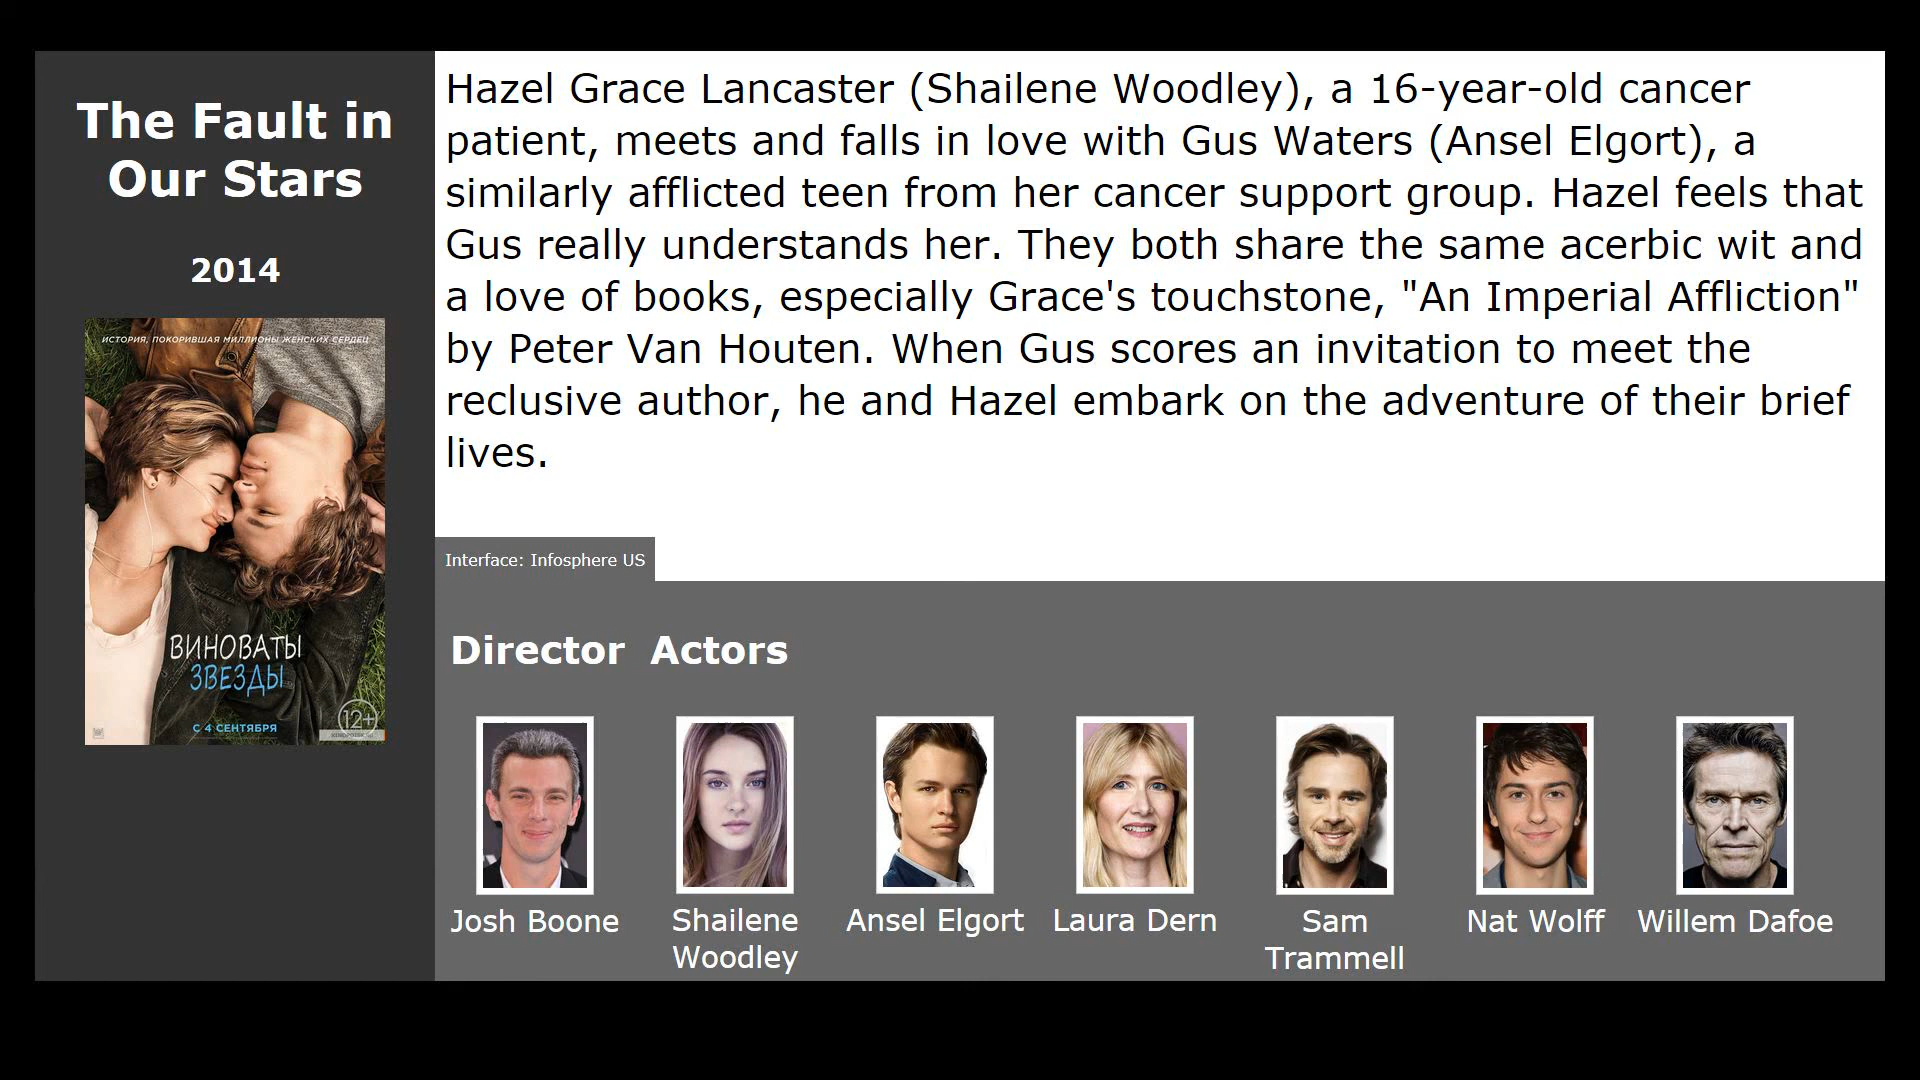 The Fault in
Our Stars
2014
ИСТОРИЯ, ПОКОРИВШАЯ МИЛЛИОНЫ ЖЕНСКИХ СЕРДЕЦ
ВИНОВАТЫ
ЗВЕЗДЫ
С 4 СЕНТЯБРЯ
12+
Hazel Grace Lancaster (Shailene Woodley), a 16-year-old cancer
patient, meets and falls in love with Gus Waters (Ansel Elgort), a
similarly afflicted teen from her cancer support group. Hazel feels that
Gus really understands her. They both share the same acerbic wit and
a love of books, especially Grace's touchstone, "An Imperial Affliction"
by Peter Van Houten. When Gus scores an invitation to meet the
reclusive author, he and Hazel embark on the adventure of their brief
lives.
Interface: Infosphere US
Director Actors
Josh Boone
Shailene
Woodley
Ansel Elgort
Laura Dern
Sam
Trammell
Nat Wolff
Willem Dafoe